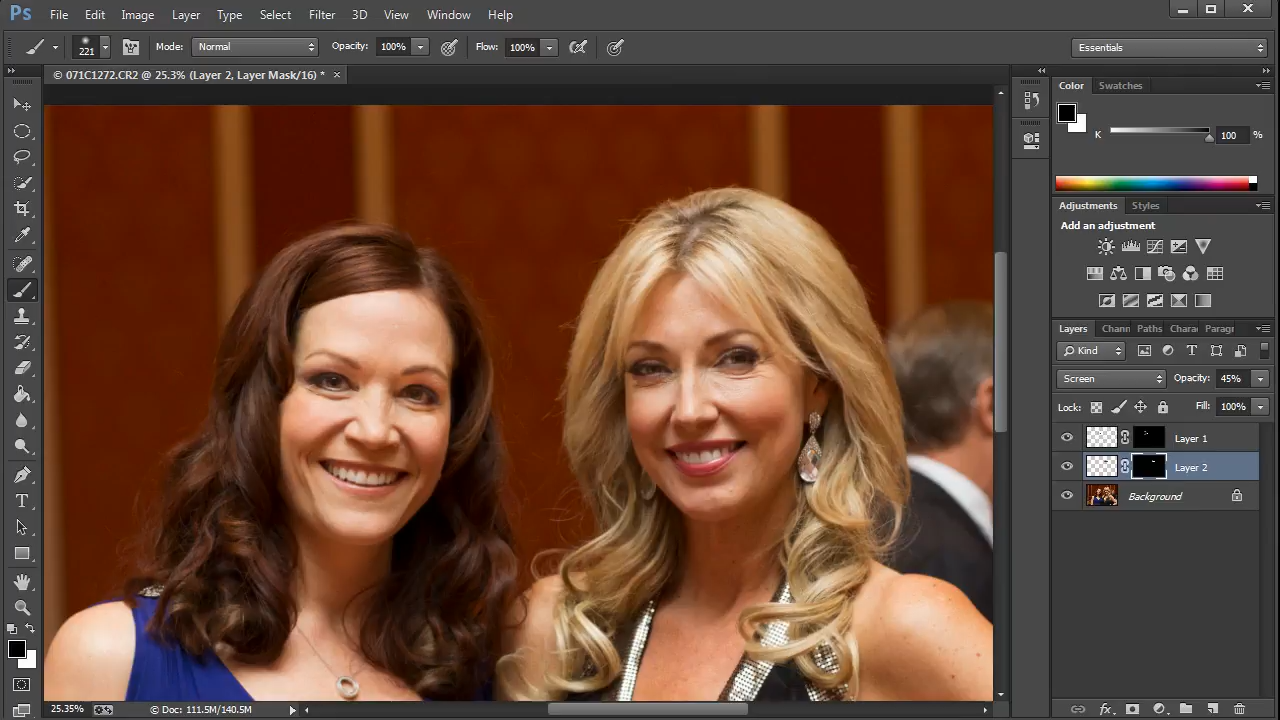 Ps File Edit Image Layer Type Select Filter 3D View Window Help
221 Mode: Normal Opacity: 100% Flow: 100% Essentials
© 071C1272.CR2 @ 25.3% (Layer 2, Layer Mask/16) * ×
Color Swatches
K 100 %
Adjustments Styles
Add an adjustment
Layers Chann Paths Chara Paragr
Kind
Screen Opacity: 45%
Lock: Fill: 100%
Layer 1
Layer 2
Background
25.35% © Doc: 111.5M/140.5M